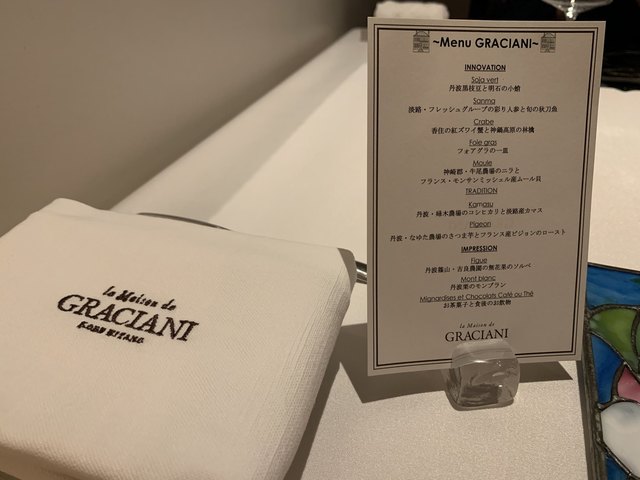 ~Menu GRACIANI~
INNOVATION
Soja vert
丹波黒枝豆と明石の小鮹
Sanma
淡路・フレッシュグループの彩り人参と旬の秋刀魚
Crabe
香住の紅ズワイ蟹と神鍋高原の林檎
Foie gras
フォアグラの一皿
Moule
神崎郡・牛尾農場のニラと
フランス・モンサンミッシェル産ムール貝
TRADITION
Kamasu
丹波・婦木農場のコシヒカリと淡路産カマス
Pigeon
丹波・なゆた農場のさつま芋とフランス産ピジョンのロースト
IMPRESSION
Figue
丹波篠山・吉良農園の無花果のソルベ
Mont blanc
丹波栗のモンブラン
Mignardises et Chocolats Café ou Thé
お茶菓子と食後のお飲物
la Maison de
GRACIANI
la Maison de
GRACIANI
KOBE KITANO